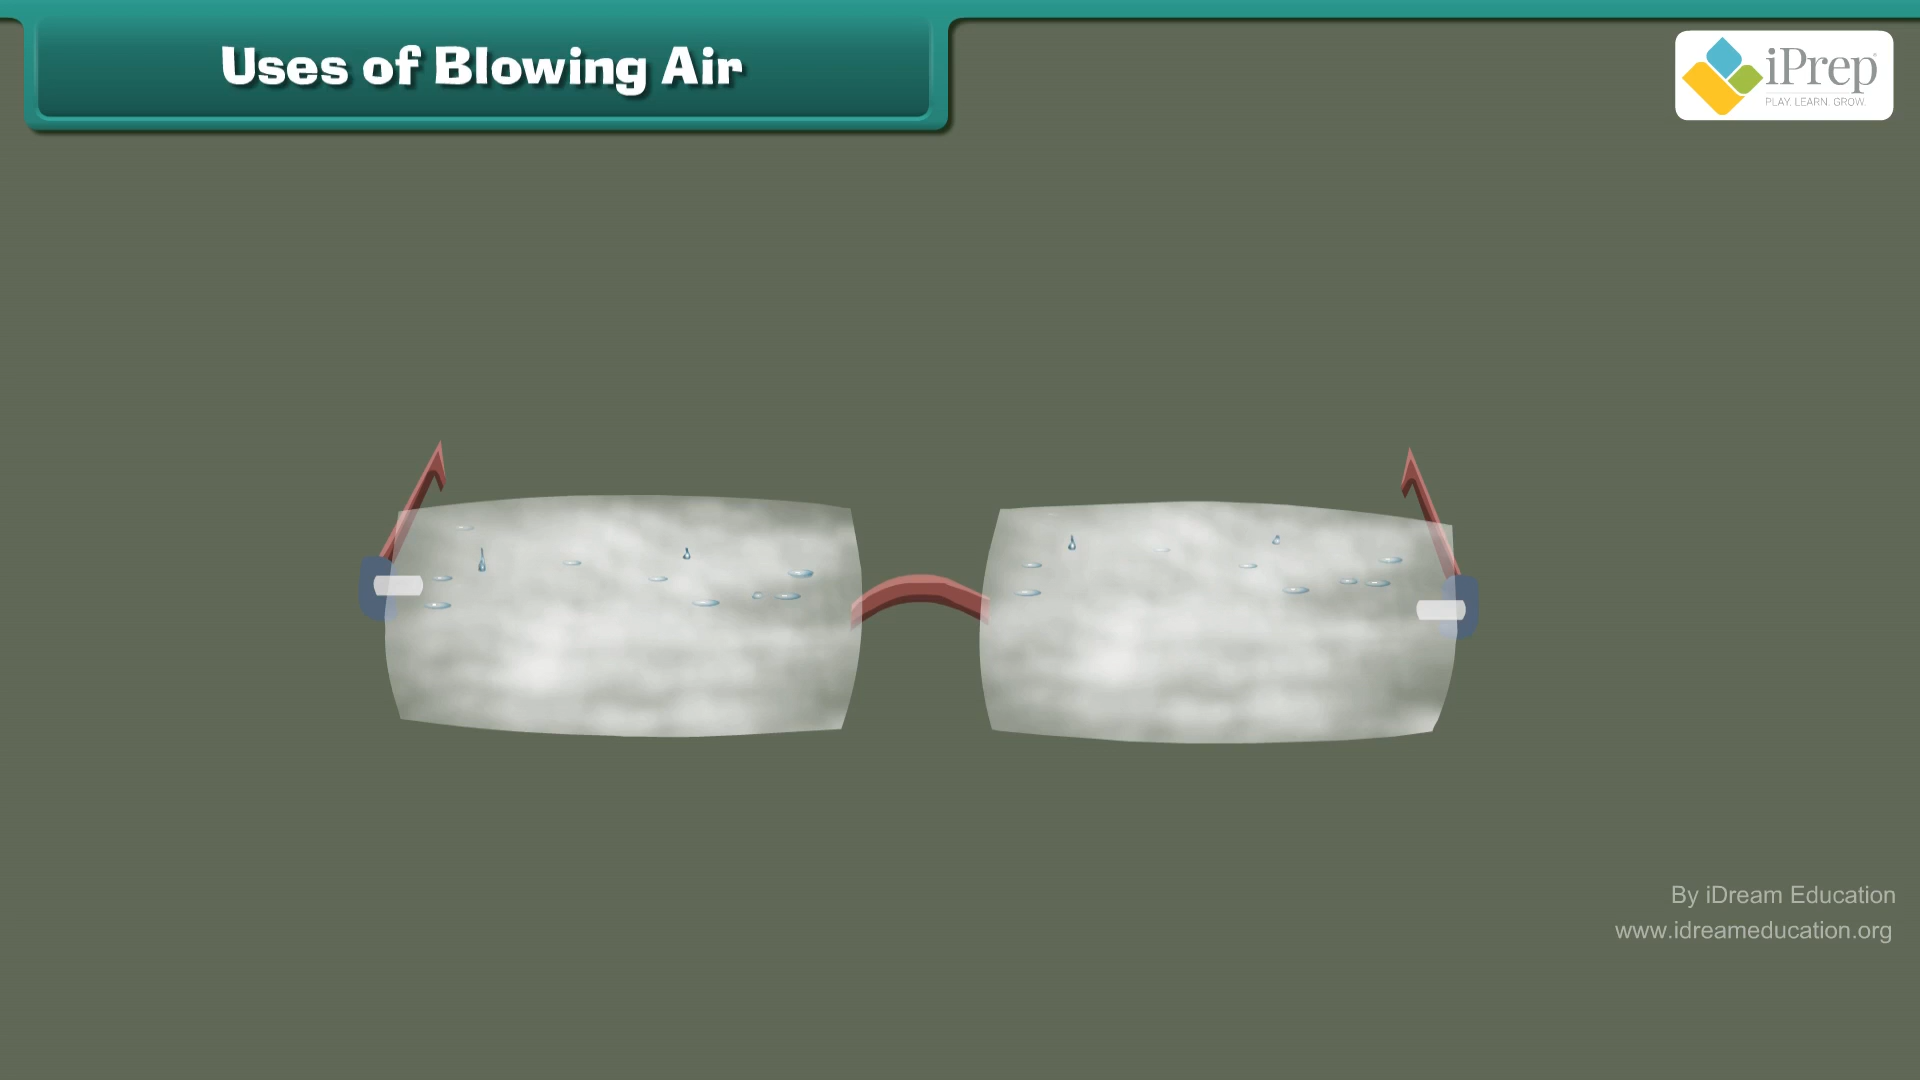 Uses of Blowing Air
iPrep
PLAY. LEARN. GROW.
By iDream Education
www.idreameducation.org